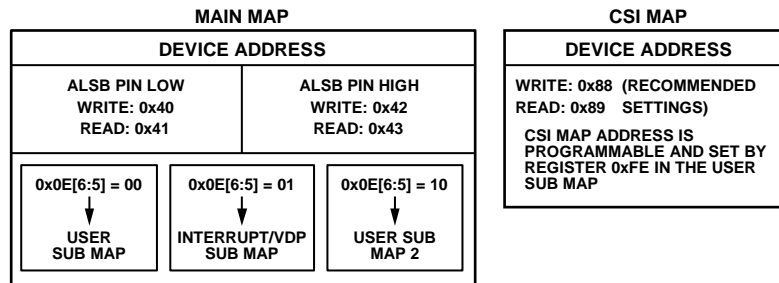 MAIN MAP
DEVICE ADDRESS
ALSB PIN LOW
WRITE: 0x40
READ: 0x41
ALSB PIN HIGH
WRITE: 0x42
READ: 0x43
0x0E[6:5] = 00
USER
SUB MAP
0x0E[6:5] = 01
INTERRUPT/VDP
SUB MAP
0x0E[6:5] = 10
USER SUB
MAP 2
CSI MAP
DEVICE ADDRESS
WRITE: 0x88 (RECOMMENDED
READ: 0x89 SETTINGS)
CSI MAP ADDRESS IS
PROGRAMMABLE AND SET BY
REGISTER 0xFE IN THE USER
SUB MAP